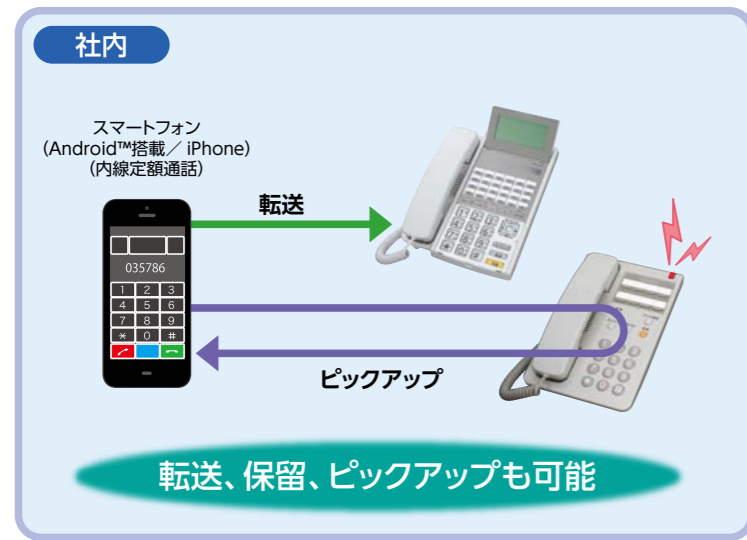 社内
スマートフォン
(Android™搭載／iPhone)
(内線定額通話)
転送
035786
1 2 3
4 5 6
7 8 9
* 0 #
ピックアップ
転送、保留、ピックアップも可能